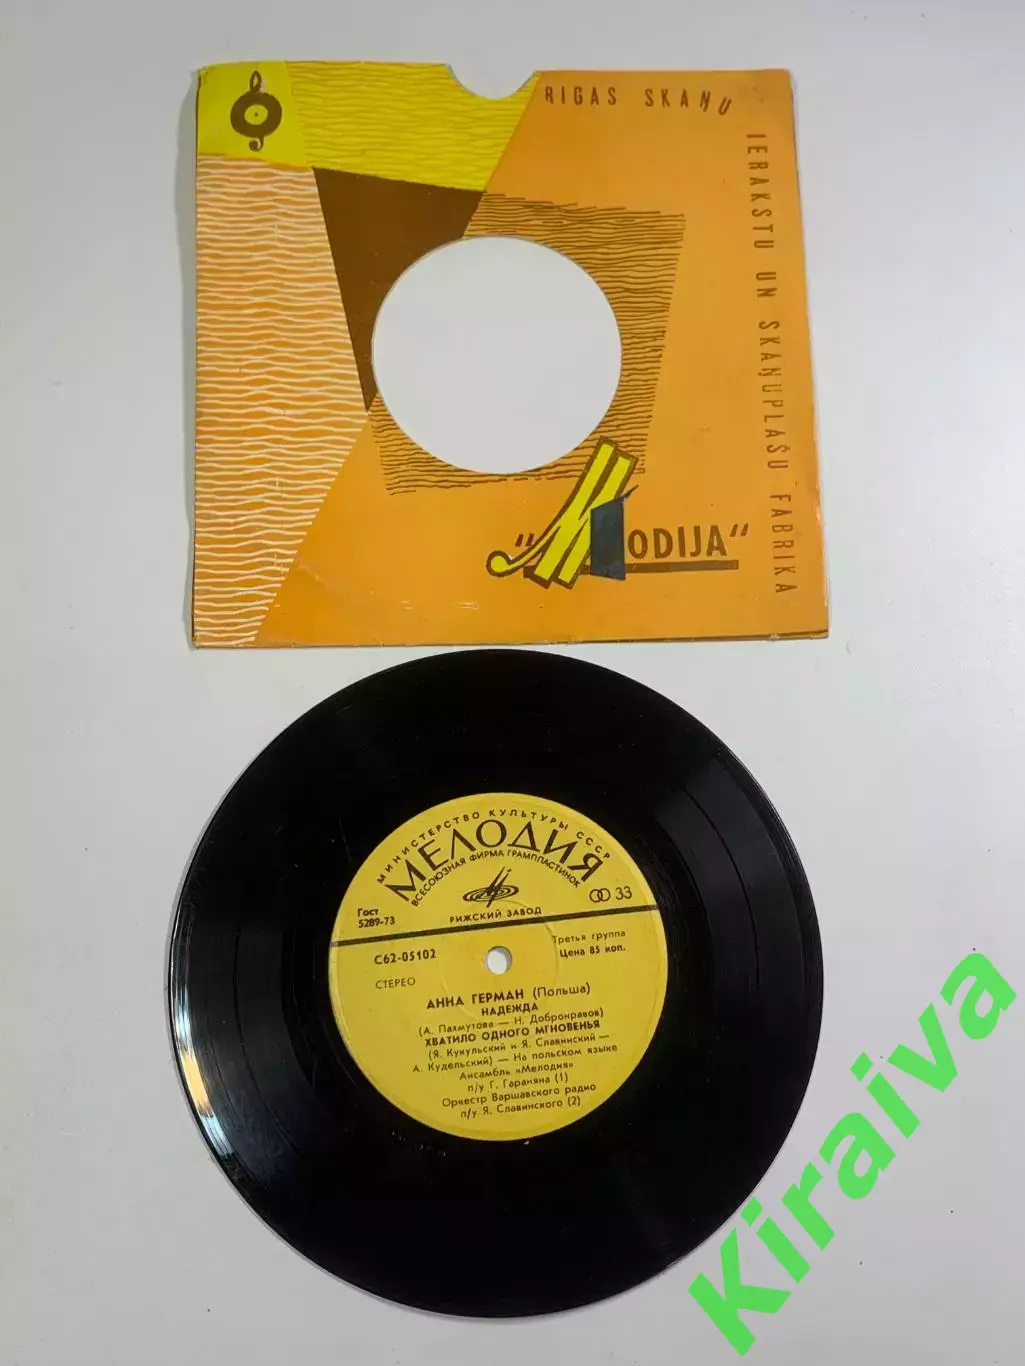 RIGAS SKAŅU
IERAKSTU UN SKAŅUPLAŠU FABRIKA
"M ODIJA"
МИНИСТЕРСТВО КУЛЬТУРЫ СССР
МЕЛОДИЯ
ВСЕСОЮЗНАЯ ФИРМА ГРАМПЛАСТИНОК
РИЖСКИЙ ЗАВОД
33
Гост
5289-73
Третья группа
Цена 85 коп.
С62-05102
СТЕРЕО
АННА ГЕРМАН (Польша)
НАДЕЖДА
(А. Пахмутова — Н. Добронравов)
ХВАТИЛО ОДНОГО МГНОВЕНЬЯ
(Я. Кукульский и Я. Славинский —
А. Кудельский) — На польском языке
Ансамбль «Мелодия»
п/у Г. Гараняна (1)
Оркестр Варшавского радио
п/у Я. Славинского (2)
Kiraiva